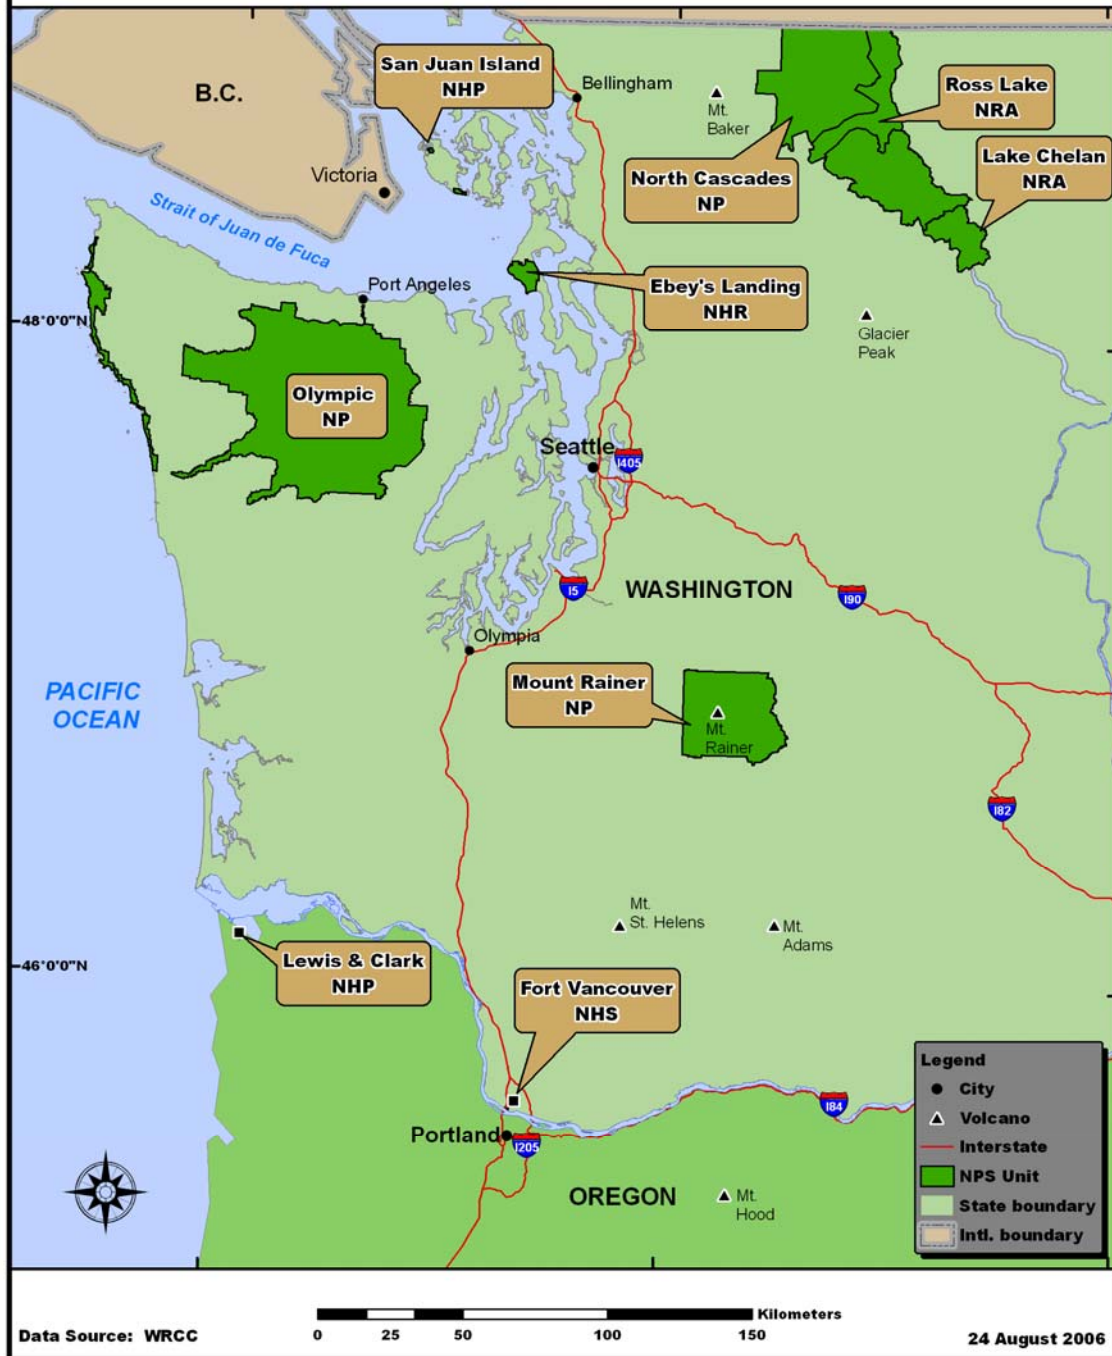 San Juan Island
NHP
B.C.
Bellingham
Mt.
Baker
Ross Lake
NRA
Lake Chelan
NRA
North Cascades
NP
Victoria
Strait of Juan de Fuca
Port Angeles
Ebey's Landing
NHR
48°0'0"N
Glacier
Peak
Olympic
NP
Seattle
I405
WASHINGTON
I5
I90
Olympia
Mount Rainer
NP
Mt.
Rainer
PACIFIC
OCEAN
I82
Mt.
St. Helens
Mt.
Adams
46°0'0"N
Lewis & Clark
NHP
Fort Vancouver
NHS
I84
Portland
I205
OREGON
Mt.
Hood
Legend
City
Volcano
Interstate
NPS Unit
State boundary
Intl. boundary
Kilometers
0 25 50 100 150
Data Source: WRCC
24 August 2006